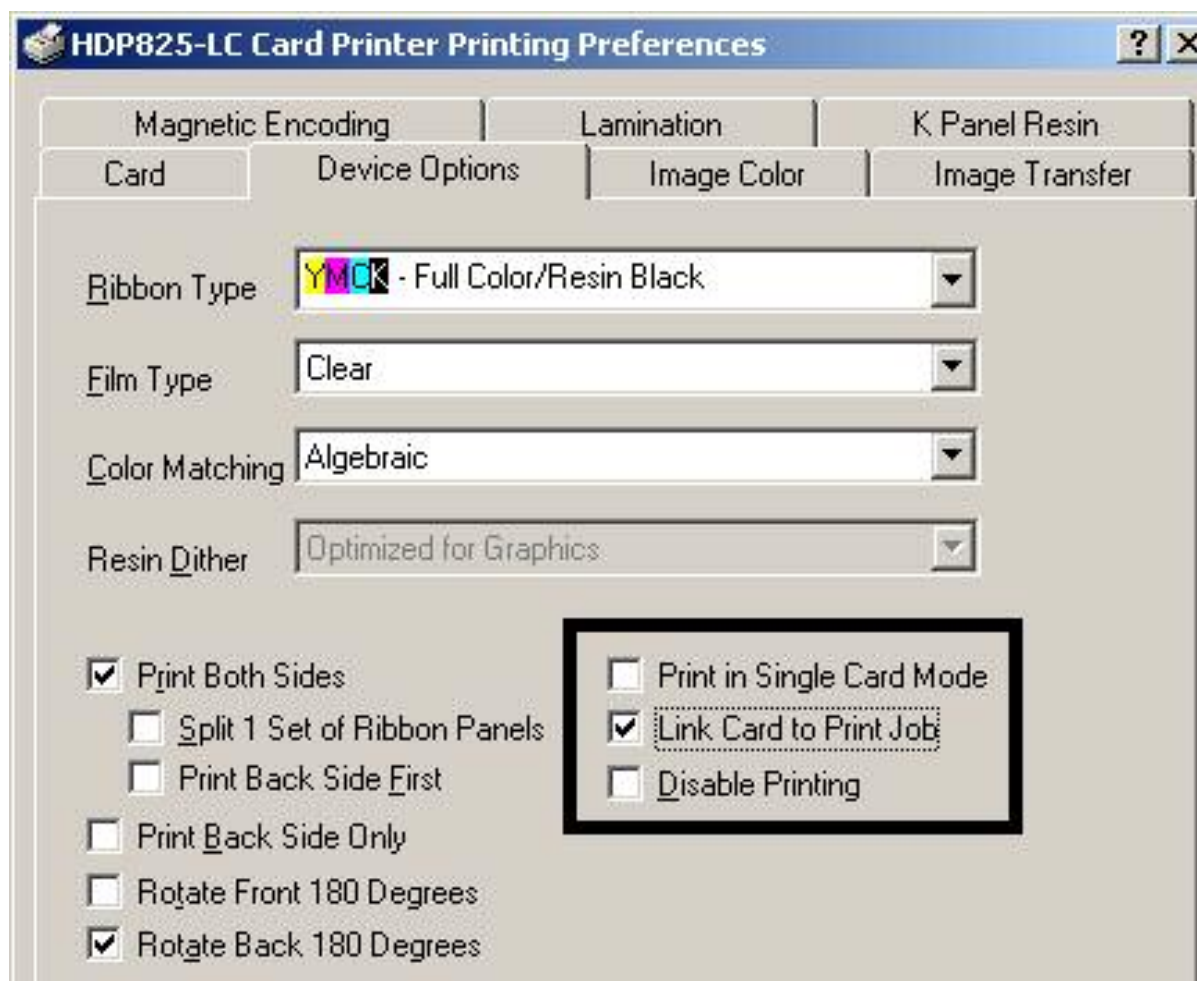 HDP825-LC Card Printer Printing Preferences
Magnetic Encoding Lamination K Panel Resin
Card Device Options Image Color Image Transfer
Ribbon Type YMCK - Full Color/Resin Black
Film Type Clear
Color Matching Algebraic
Resin Dither Optimized for Graphics
Print Both Sides Print in Single Card Mode
Split 1 Set of Ribbon Panels Link Card to Print Job
Print Back Side First Disable Printing
Print Back Side Only
Rotate Front 180 Degrees
Rotate Back 180 Degrees